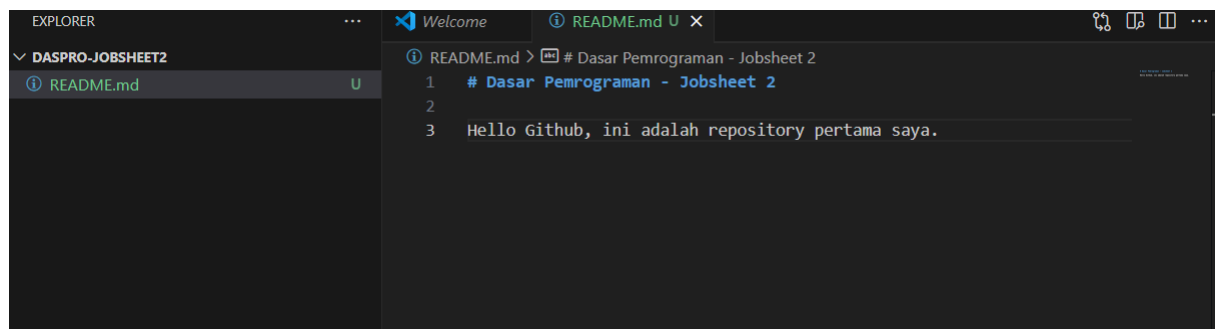 EXPLORER ...
Welcome
README.md U
DASPRO-JOBSHEET2
README.md > # Dasar Pemrograman - Jobsheet 2
README.md U
1 # Dasar Pemrograman - Jobsheet 2
2
3 Hello Github, ini adalah repository pertama saya.